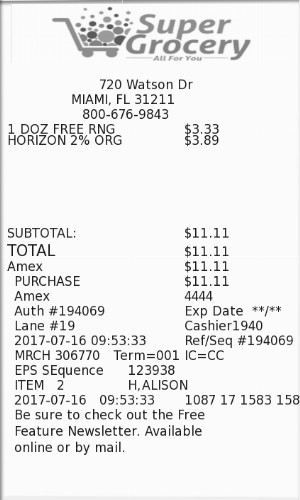 Super
Grocery
All For You
720 Watson Dr
MIAMI, FL 31211
800-676-9843
1 DOZ FREE RNG $3.33
HORIZON 2% ORG $3.89
SUBTOTAL: $11.11
TOTAL $11.11
Amex $11.11
PURCHASE $11.11
Amex 4444
Auth #194069 Exp Date **/**
Lane #19 Cashier1940
2017-07-16 09:53:33 Ref/Seq #194069
MRCH 306770 Term=001 IC=CC
EPS SEquence 123938
ITEM 2 H,ALISON
2017-07-16 09:53:33 1087 17 1583 158
Be sure to check out the Free
Feature Newsletter. Available
online or by mail.